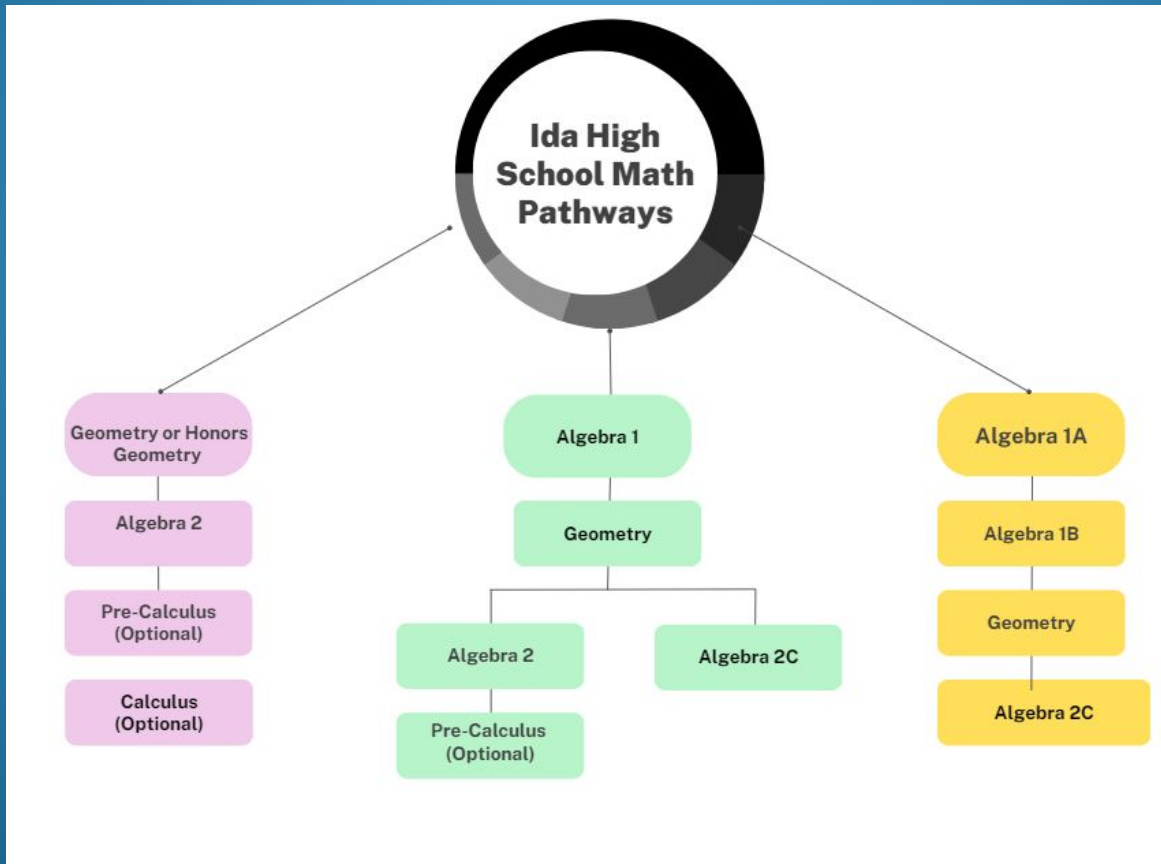 Ida High
School Math
Pathways
Geometry or Honors
Geometry
Algebra 2
Pre-Calculus
(Optional)
Calculus
(Optional)
Algebra 1
Geometry
Algebra 2
Pre-Calculus
(Optional)
Algebra 2C
Algebra 1A
Algebra 1B
Geometry
Algebra 2C